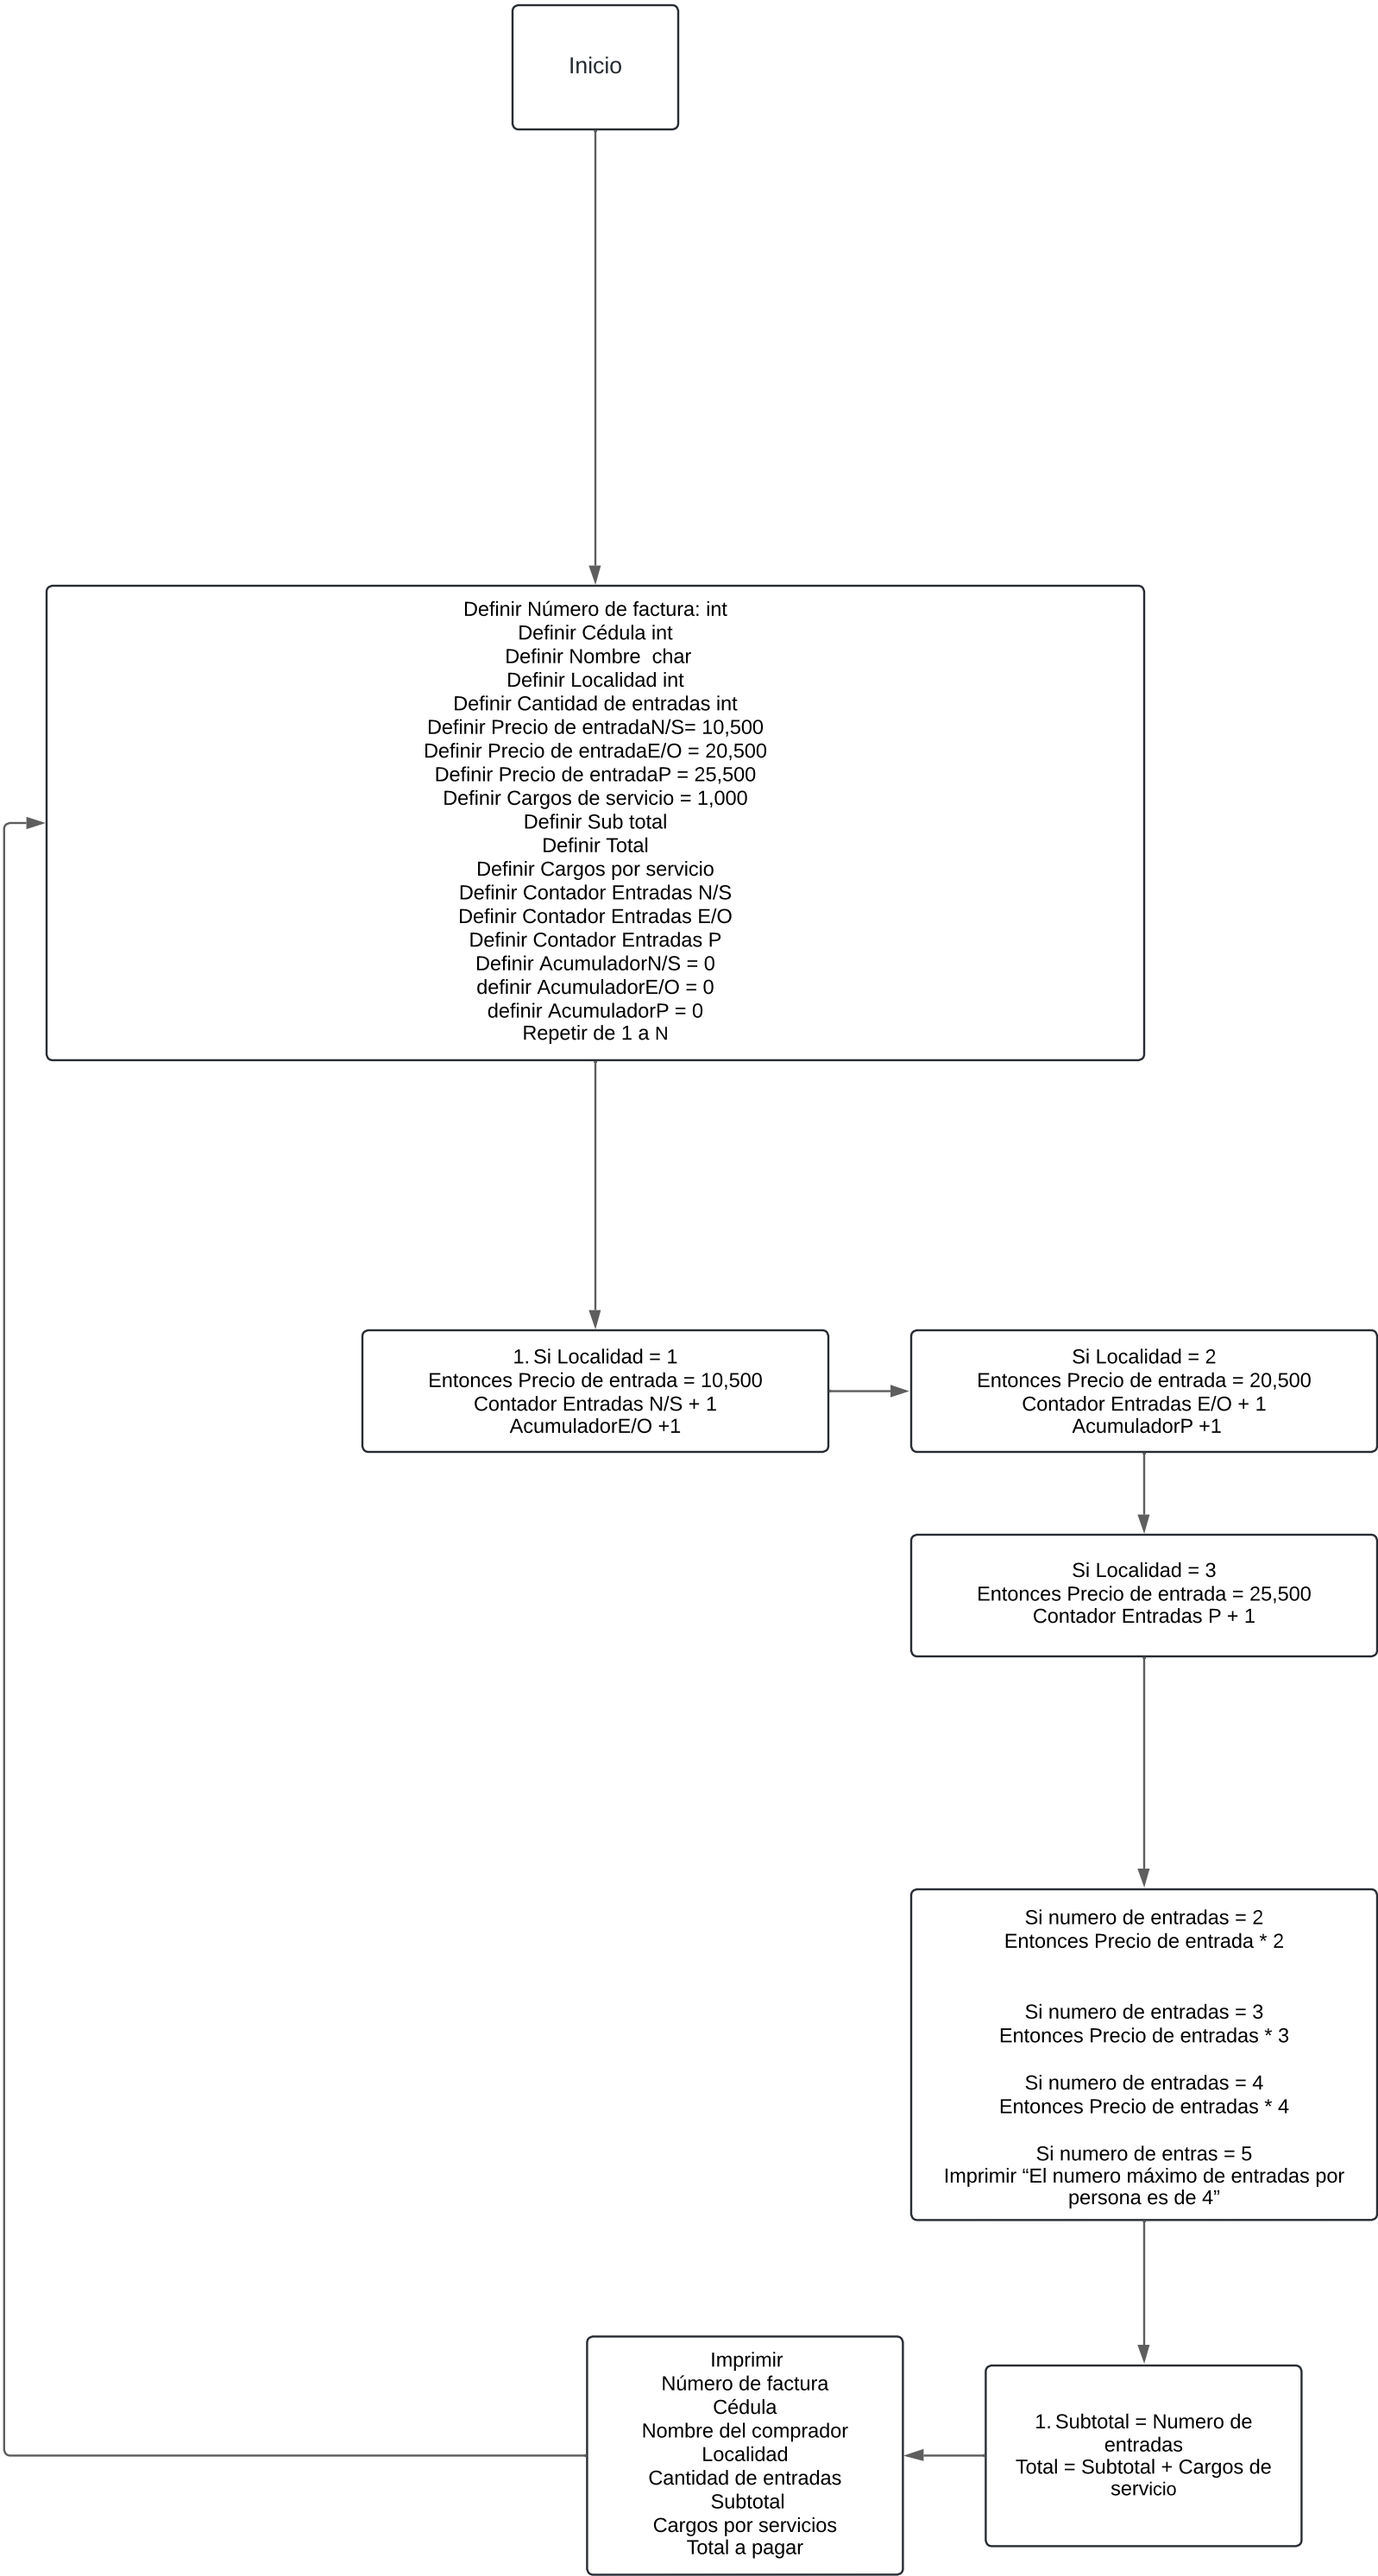 Inicio
Definir Número de factura: int
Definir Cédula int
Definir Nombre  char
Definir Localidad int
Definir Cantidad de entradas int
Definir Precio de entradaN/S= 10,500
Definir Precio de entradaE/O = 20,500
Definir Precio de entradaP = 25,500
Definir Cargos de servicio = 1,000
Definir Sub total
Definir Total
Definir Cargos por servicio
Definir Contador Entradas N/S
Definir Contador Entradas E/O
Definir Contador Entradas P
Definir AcumuladorN/S = 0
definir AcumuladorE/O = 0
definir AcumuladorP = 0
Repetir de 1 a N
1. Si Localidad = 1
Entonces Precio de entrada = 10,500
Contador Entradas N/S + 1
AcumuladorE/O +1
Si Localidad = 2
Entonces Precio de entrada = 20,500
Contador Entradas E/O + 1
AcumuladorP +1
Si Localidad = 3
Entonces Precio de entrada = 25,500
Contador Entradas P + 1
Si numero de entradas = 2
Entonces Precio de entrada * 2
Si numero de entradas = 3
Entonces Precio de entradas * 3
Si numero de entradas = 4
Entonces Precio de entradas * 4
Si numero de entras = 5
Imprimir “El numero máximo de entradas por
persona es de 4”
1. Subtotal = Numero de
entradas
Total = Subtotal + Cargos de
servicio
Imprimir
Número de factura
Cédula
Nombre del comprador
Localidad
Cantidad de entradas
Subtotal
Cargos por servicios
Total a pagar